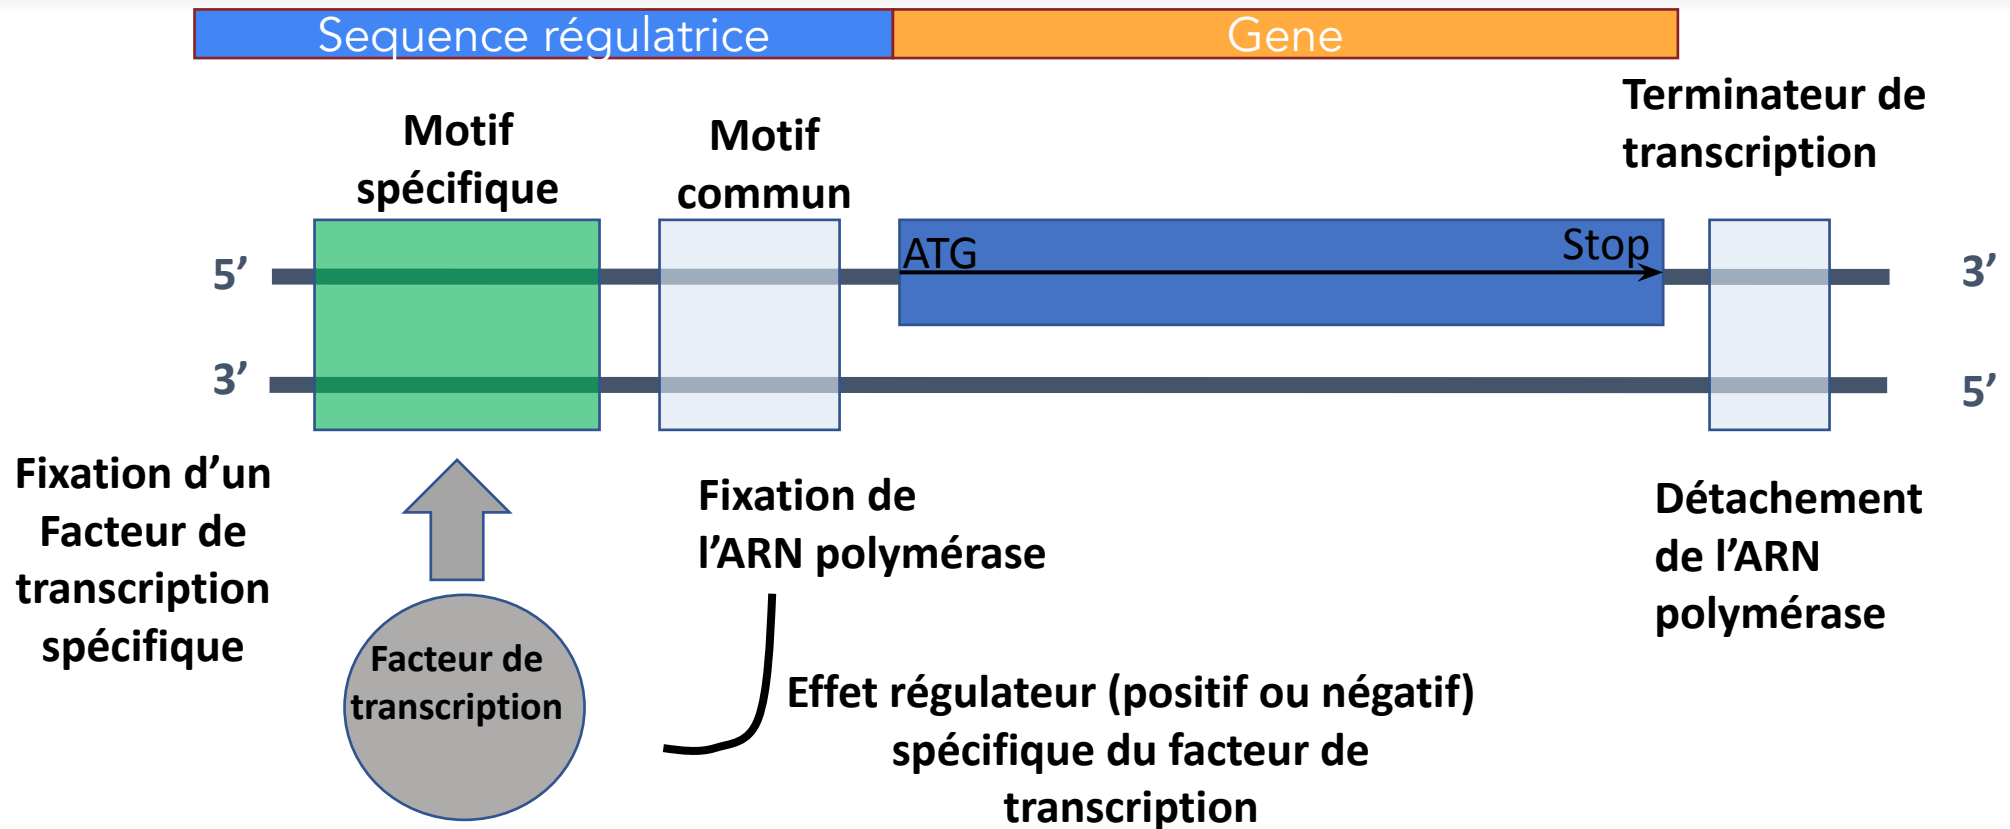 Sequence régulatrice
Gene
Motif
spécifique
Motif
commun
Terminateur de
transcription
5’
ATG
Stop
3’
3’
5’
Fixation d’un
Facteur de
transcription
spécifique
Facteur de
transcription
Fixation de
l’ARN polymérase
Effet régulateur (positif ou négatif)
spécifique du facteur de
transcription
Détachement
de l’ARN
polymérase